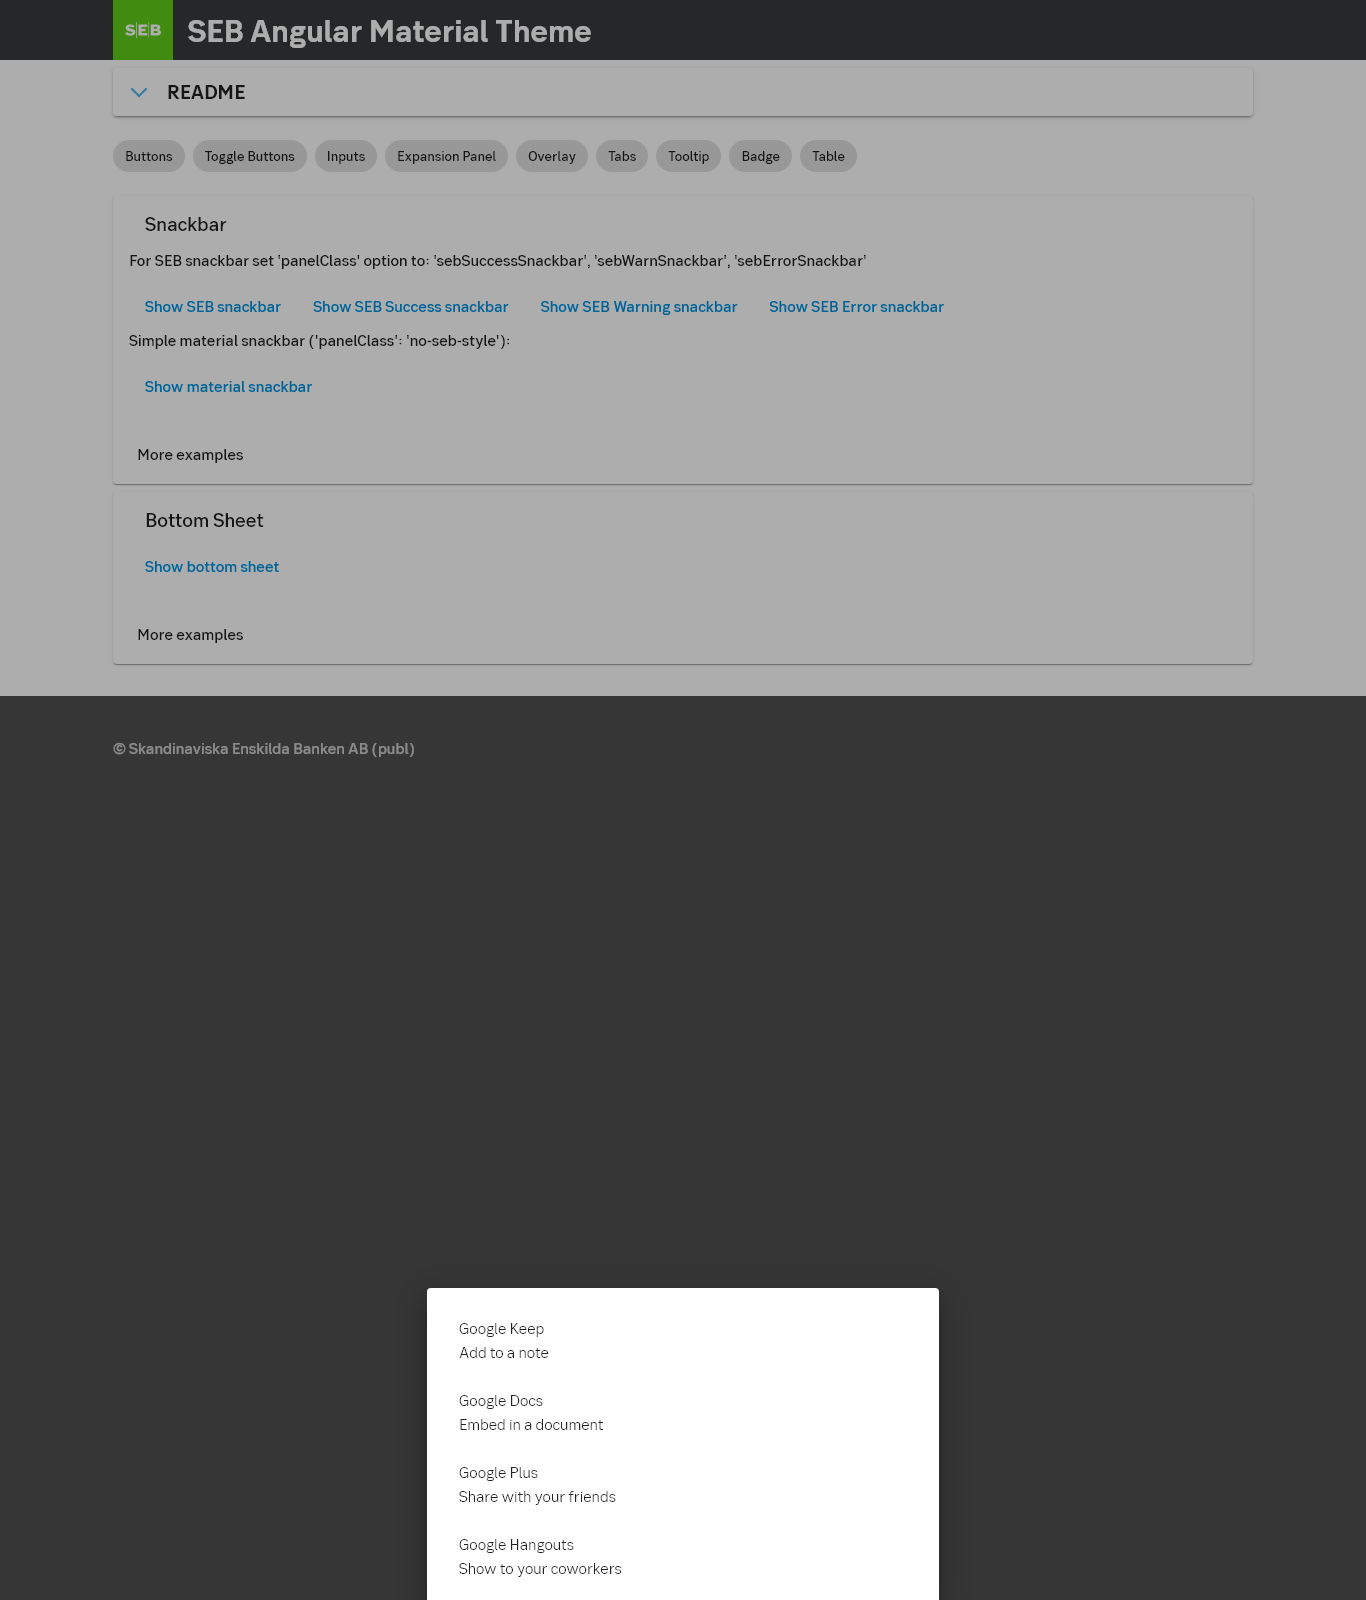 SEB
SEB Angular Material Theme
README
Buttons Toggle Buttons Inputs Expansion Panel Overlay Tabs Tooltip Badge Table
Snackbar
For SEB snackbar set 'panelClass' option to: 'sebSuccessSnackbar', 'sebWarnSnackbar', 'sebErrorSnackbar'
Show SEB snackbar Show SEB Success snackbar Show SEB Warning snackbar Show SEB Error snackbar
Simple material snackbar ('panelClass': 'no-seb-style'):
Show material snackbar
More examples
Bottom Sheet
Show bottom sheet
More examples
© Skandinaviska Enskilda Banken AB (publ)
Google Keep
Add to a note
Google Docs
Embed in a document
Google Plus
Share with your friends
Google Hangouts
Show to your coworkers